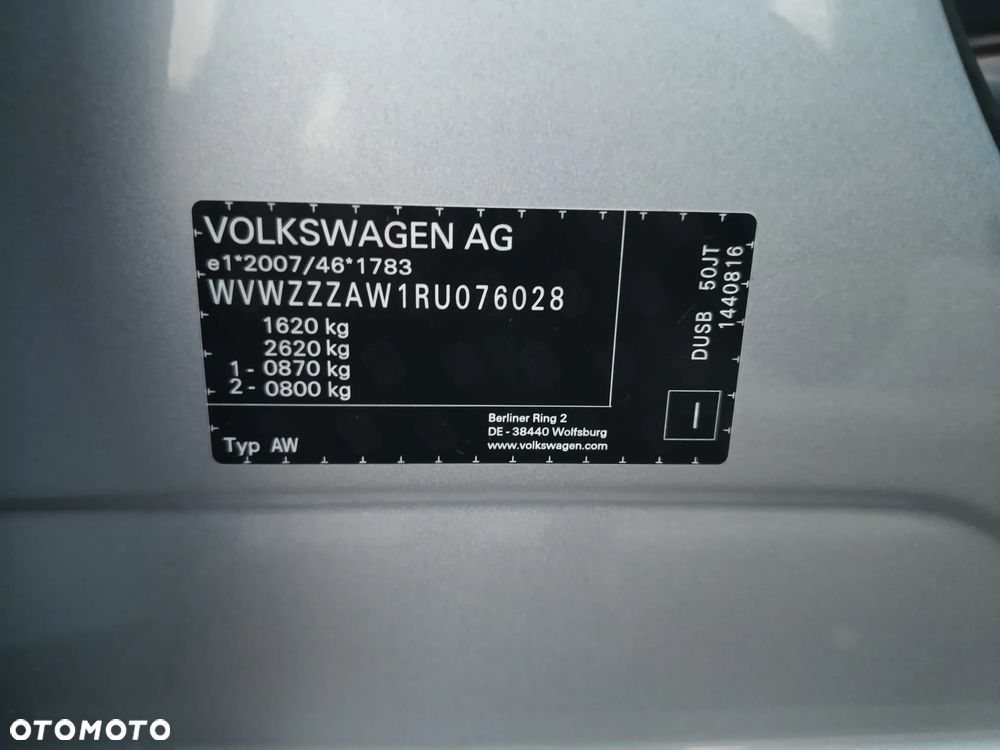 VOLKSWAGEN AG
e1*2007/46*1783
WVWZZZAW1RU076028
1620 kg
2620 kg
1 - 0870 kg
2 - 0800 kg
Typ AW
Berliner Ring 2
DE - 38440 Wolfsburg
www.volkswagen.com
DUSB 50JT
1440816
I
OTOMOTO